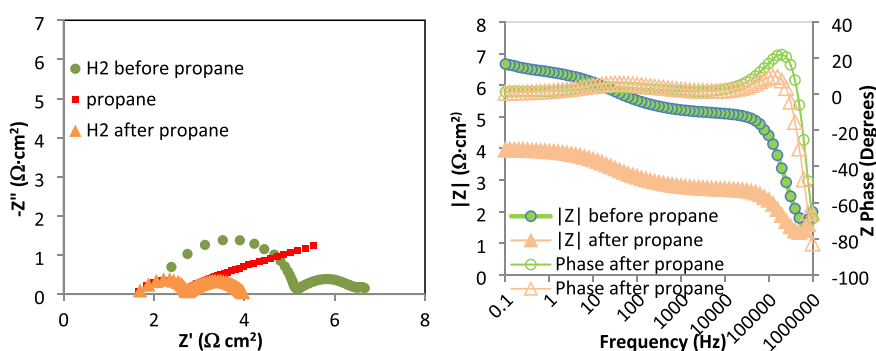 7
6
5
4
3
2
1
0
-Z" (Ω·cm²)
H2 before propane
propane
H2 after propane
0 2 4 6 8
Z' (Ω cm²)
8
7
6
5
4
3
2
1
0
|Z| (Ω·cm²)
|Z| before propane
|Z| after propane
Phase after propane
Phase after propane
40
20
0
-20
-40
-60
-80
-100
Z Phase (Degrees)
0.1 1 10 100 1000 10000 100000 1000000
Frequency (Hz)